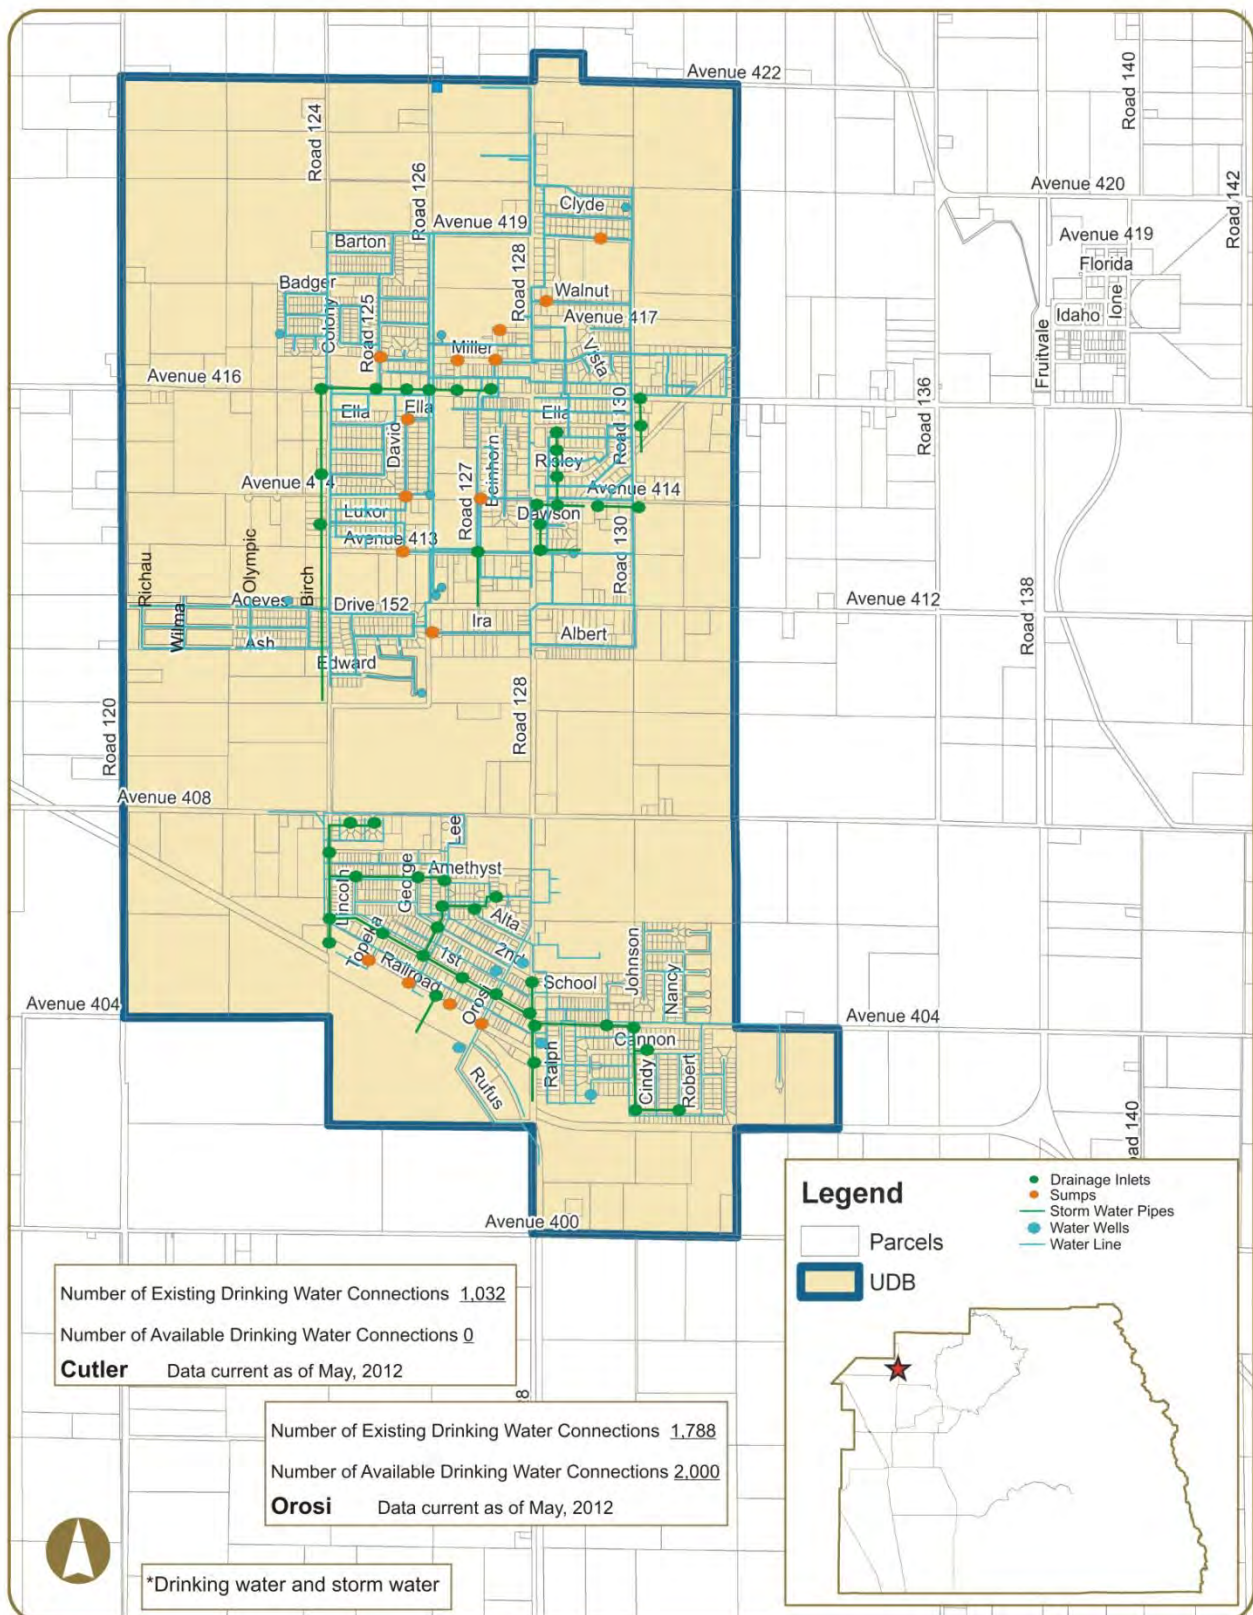 Avenue 422
Road 140
Road 124
Road 126
Avenue 420
Road 142
Clyde
Avenue 419
Avenue 419
Barton
Road 128
Florida
Badger
Walnut
Ione
Colony
Road 125
Avenue 417
Idaho
Miller
Vista
Fruitvale
Avenue 416
Road 136
Ella
Ella
Ella
Road 130
David
Beinhorn
Risley
Avenue 414
Road 127
Avenue 414
Luxor
Dawson
Avenue 413
Road 130
Richau
Olympic
Birch
Road 138
Aceves
Drive 152
Avenue 412
Wilma
Ira
Ash
Albert
Edward
Road 120
Road 128
Avenue 408
Lee
George
Amethyst
Lincoln
Alta
Topeka
1st
2nd
Johnson
Railroad
School
Nancy
Avenue 404
Orosi
Avenue 404
Cannon
Ralph
Cindy
Robert
Rufus
oad 140
Avenue 400
Legend
Parcels
UDB
Drainage Inlets
Sumps
Storm Water Pipes
Water Wells
Water Line
Number of Existing Drinking Water Connections 1,032
Number of Available Drinking Water Connections 0
Cutler Data current as of May, 2012
28
Number of Existing Drinking Water Connections 1,788
Number of Available Drinking Water Connections 2,000
Orosi Data current as of May, 2012
*Drinking water and storm water